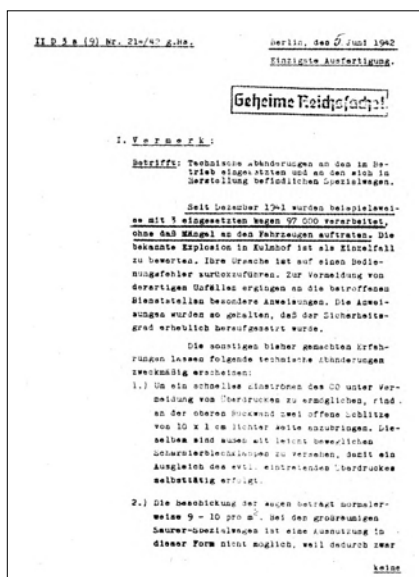 II D 3 a (9) Nr. 214/42 g.Rs.
Berlin, den 5. Juni 1942
Einzigste Ausfertigung.
Geheime Reichssache!
I. Vermerk:
Betrifft: Technische Abänderungen an den im Be-
trieb eingesetzten und an den sich in
Herstellung befindlichen Spezialwagen.
Seit Dezember 1941 wurden beispielswei-
se mit 3 eingesetzten Wagen 97 000 verarbeitet,
ohne daß Mängel an den Fahrzeugen auftraten. Die
bekannte Explosion in Kulmhof ist als Einzelfall
zu bewerten. Ihre Ursache ist auf einen Bedie-
nungsfehler zurückzuführen. Zur Vermeidung von
derartigen Unfällen ergingen an die betroffenen
Dienststellen besondere Anweisungen. Die Anwei-
sungen wurden so gehalten, daß der Sicherheits-
grad erheblich heraufgesetzt wurde.
Die sonstigen bisher gemachten Erfah-
rungen lassen folgende technische Abänderungen
zweckmäßig erscheinen:
1.) Um ein schnelles Einströmen des CO unter Ver-
meidung von Überdrucken zu ermöglichen, sind
an der oberen Rückwand zwei offene Schlitze
von 10 x 1 cm lichter Weite anzubringen. Die-
selben sind außen mit leicht beweglichen
Scharnierblechklappen zu versehen, damit ein
Ausgleich des evtl. eintretenden Überdruckes
selbsttätig erfolgt.
2.) Die Beschickung der Wagen beträgt normaler-
weise 9 - 10 pro m². Bei den großräumigen
Saurer-Spezialwagen ist eine Ausnutzung in
dieser Form nicht möglich, weil dadurch zwar
keine